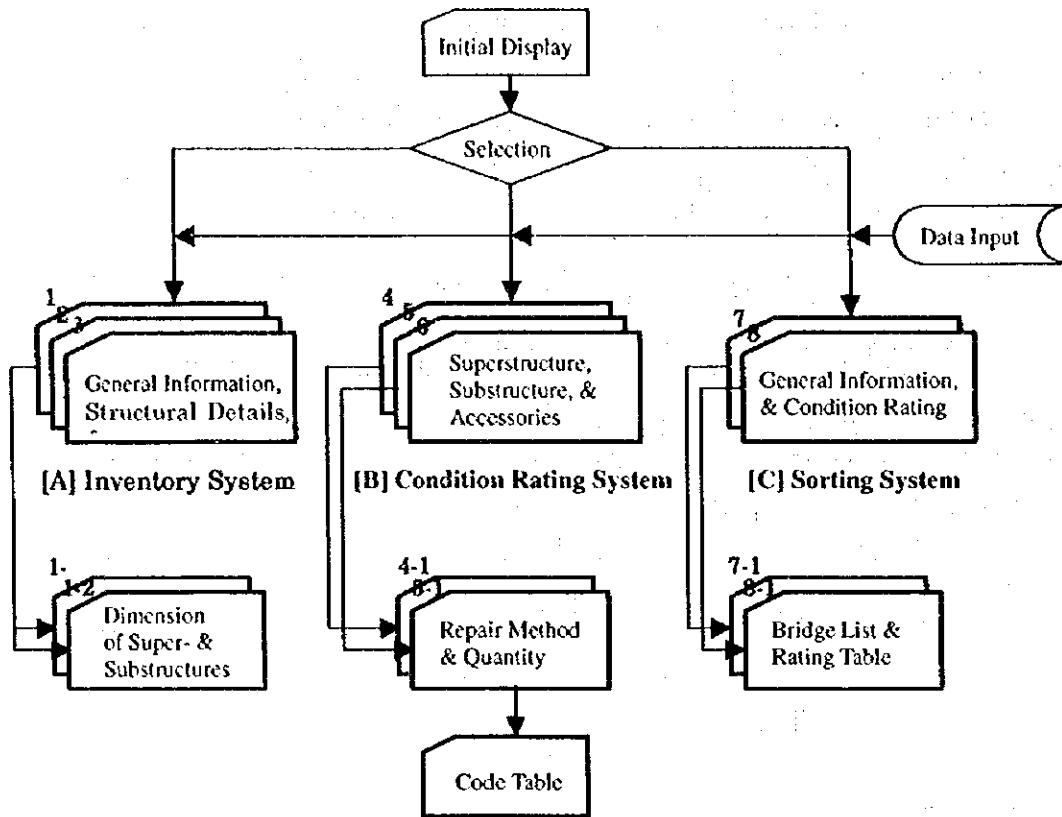 Initial Display
Selection
Data Input
1
2
3
General Information,
Structural Details,
4
5
6
Superstructure,
Substructure, &
Accessories
7
8
General Information,
& Condition Rating
[A] Inventory System
[B] Condition Rating System
[C] Sorting System
1-
1-2
Dimension
of Super- &
Substructures
4-1
Repair Method
& Quantity
7-1
8-1
Bridge List &
Rating Table
Code Table